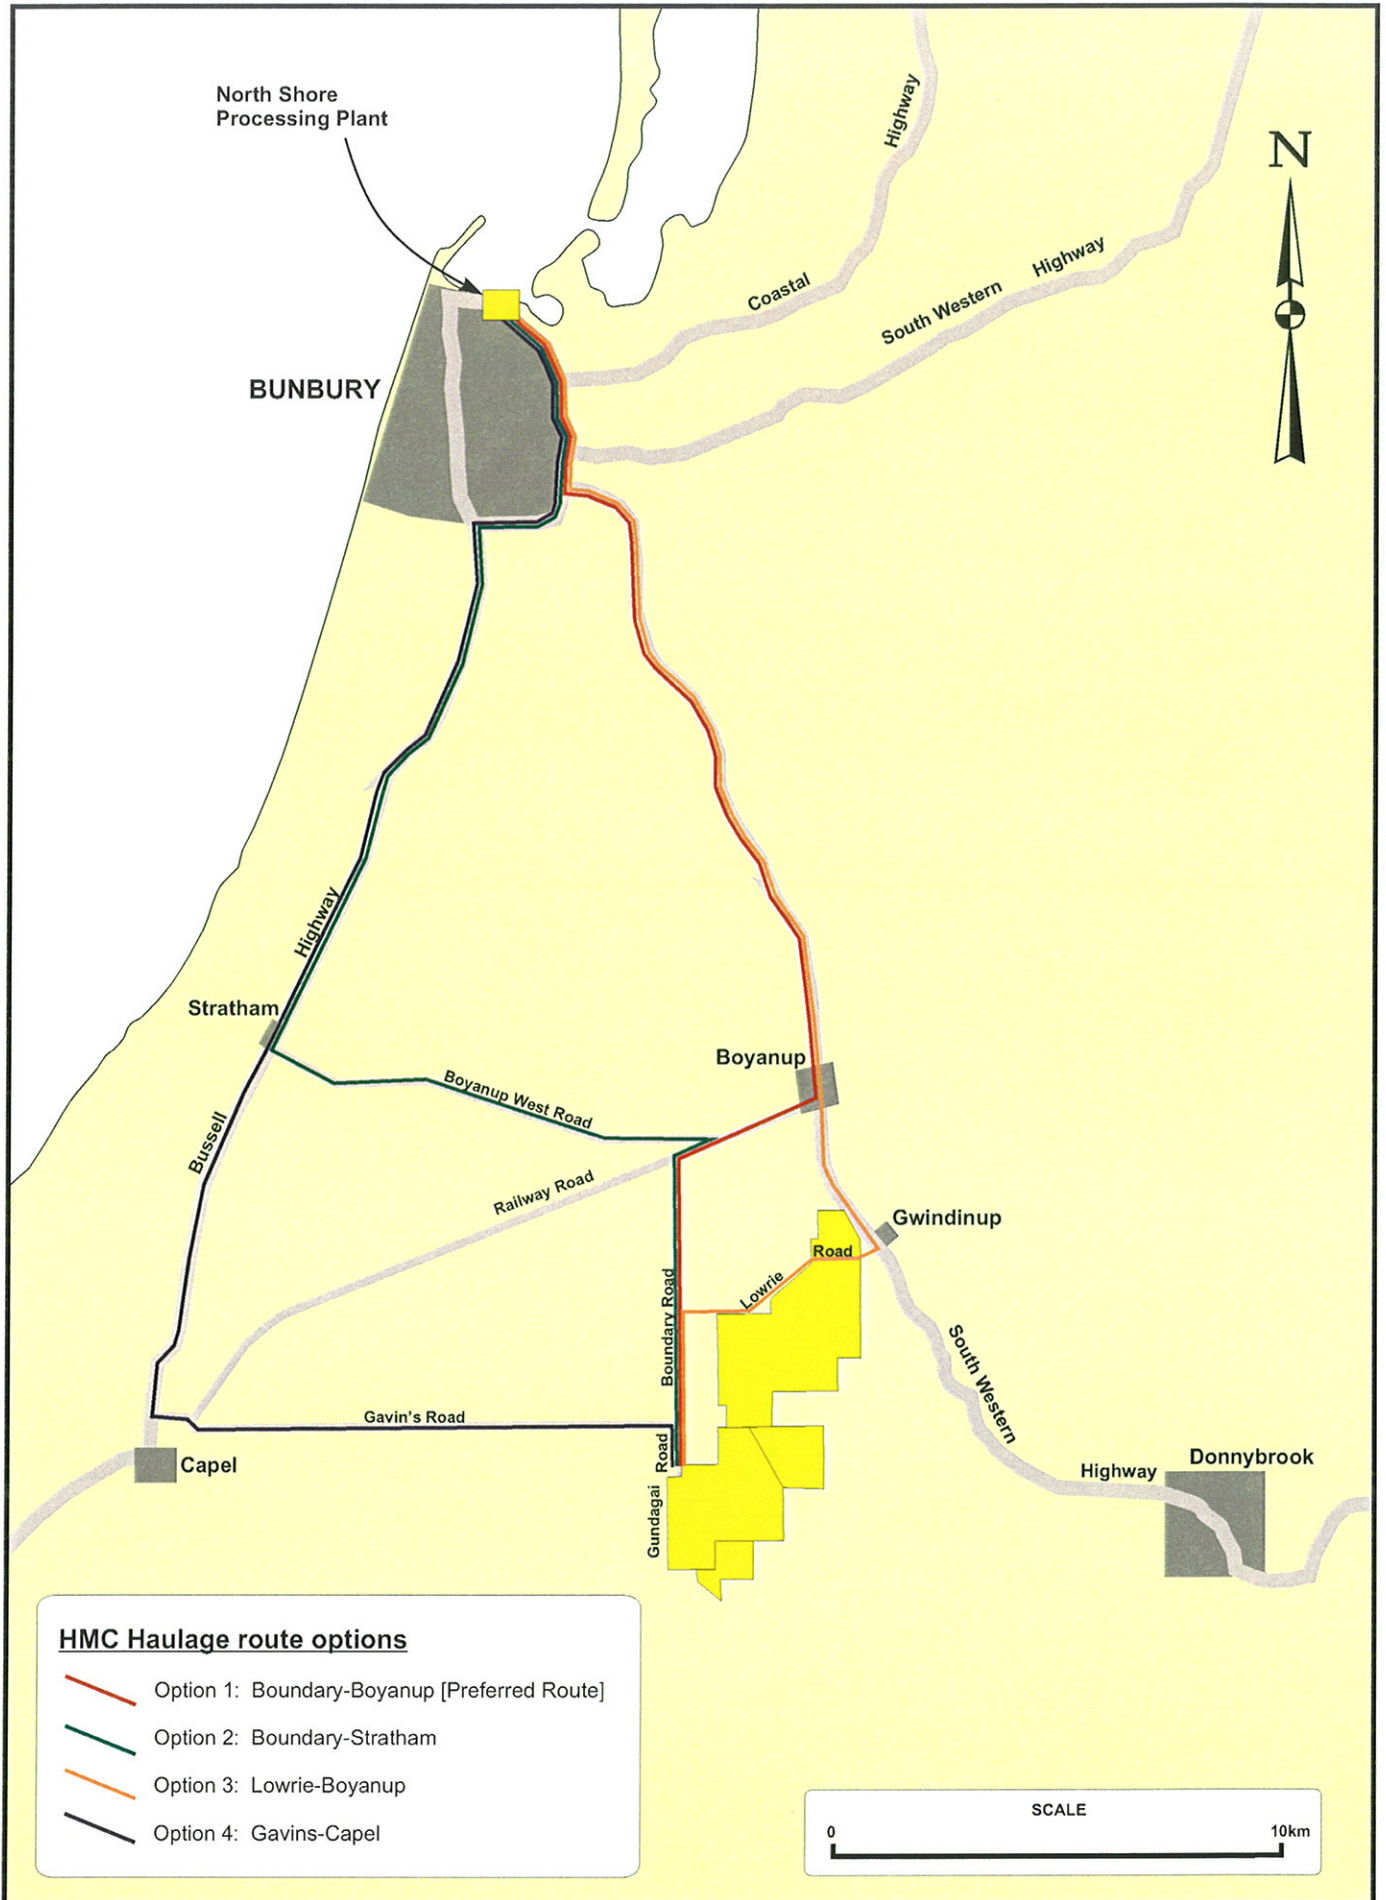 North Shore
Processing Plant
Highway
N
Coastal
South Western
Highway
BUNBURY
Highway
Stratham
Boyanup
Boyanup West Road
Bussell
Railway Road
Gwindinup
Road
Lowrie
Boundary Road
South Western
Gavin's Road
Road
Capel
Highway
Donnybrook
Gundagai
HMC Haulage route options
Option 1: Boundary-Boyanup [Preferred Route]
Option 2: Boundary-Stratham
Option 3: Lowrie-Boyanup
Option 4: Gavins-Capel
SCALE
0 10km